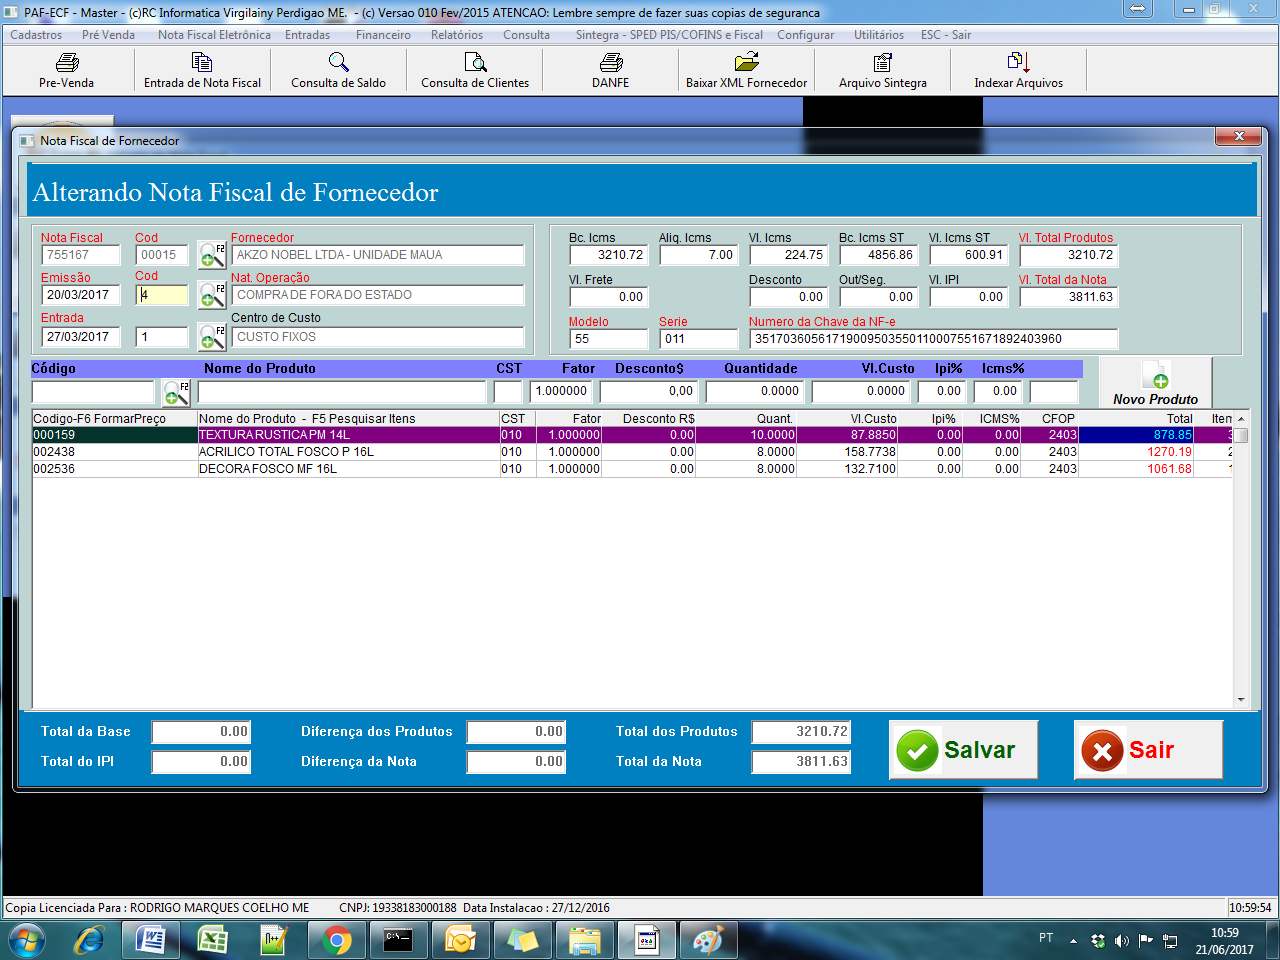 PAF-ECF - Master - (c)RC Informatica Virgilainy Perdigao ME. - (c) Versao 010 Fev/2015 ATENCAO: Lembre sempre de fazer suas copias de seguranca
Cadastros Pré Venda Nota Fiscal Eletrônica Entradas Financeiro Relatórios Consulta Sintegra - SPED PIS/COFINS e Fiscal Configurar Utilitários ESC - Sair
Pre-Venda Entrada de Nota Fiscal Consulta de Saldo Consulta de Clientes DANFE Baixar XML Fornecedor Arquivo Sintegra Indexar Arquivos
Nota Fiscal de Fornecedor
Alterando Nota Fiscal de Fornecedor
Nota Fiscal Cod Fornecedor Bc. Icms Aliq. Icms Vl. Icms Bc. Icms ST Vl. Icms ST Vl. Total Produtos
755167 00015 F2 AKZO NOBEL LTDA - UNIDADE MAUA 3210.72 7.00 224.75 4856.86 600.91 3210.72
Emissão Cod Nat. Operação Vl. Frete Desconto Out/Seg. Vl. IPI Vl. Total da Nota
20/03/2017 4 F2 COMPRA DE FORA DO ESTADO 0.00 0.00 0.00 0.00 3811.63
Entrada Centro de Custo Modelo Serie Numero da Chave da NF-e
27/03/2017 1 F2 CUSTO FIXOS 55 011 35170360561719009503550110007551671892403960
Código Nome do Produto CST Fator Desconto$ Quantidade Vl.Custo Ipi% Icms%
F2 1.000000 0,00 0.0000 0.0000 0.00 0.00
Novo Produto
Codigo-F6 FormarPreço Nome do Produto - F5 Pesquisar Itens CST Fator Desconto R$ Quant. Vl.Custo Ipi% ICMS% CFOP Total Item
000159 TEXTURA RUSTICA PM 14L 010 1.000000 0.00 10.0000 87.8850 0.00 0.00 2403 878.85 3
002438 ACRILICO TOTAL FOSCO P 16L 010 1.000000 0.00 8.0000 158.7738 0.00 0.00 2403 1270.19 2
002536 DECORA FOSCO MF 16L 010 1.000000 0.00 8.0000 132.7100 0.00 0.00 2403 1061.68 1
Total da Base 0.00 Diferença dos Produtos 0.00 Total dos Produtos 3210.72
Total do IPI 0.00 Diferença da Nota 0.00 Total da Nota 3811.63
Salvar Sair
Copia Licenciada Para : RODRIGO MARQUES COELHO ME CNPJ: 19338183000188 Data Instalacao : 27/12/2016 10:59:54
PT 10:59
21/06/2017